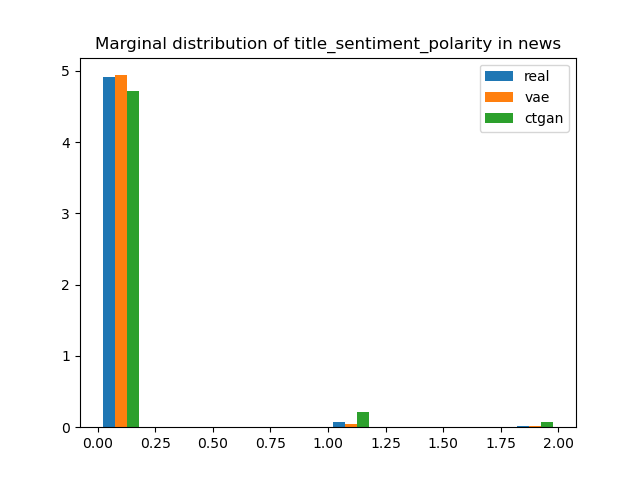 Marginal distribution of title_sentiment_polarity in news
real
vae
ctgan
5
4
3
2
1
0
0.00 0.25 0.50 0.75 1.00 1.25 1.50 1.75 2.00